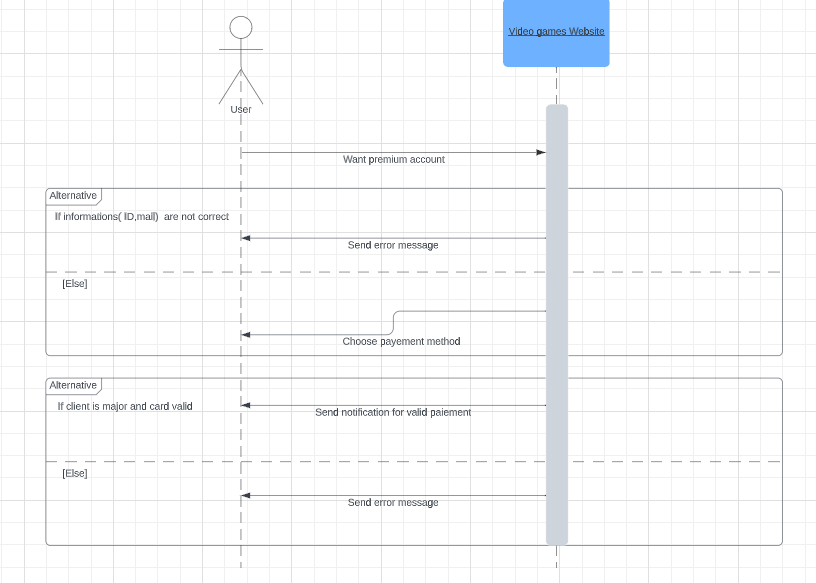 Video games Website
User
Want premium account
Alternative
If informations( ID,mail)  are not correct
Send error message
[Else]
Choose payement method
Alternative
If client is major and card valid
Send notification for valid paiement
[Else]
Send error message